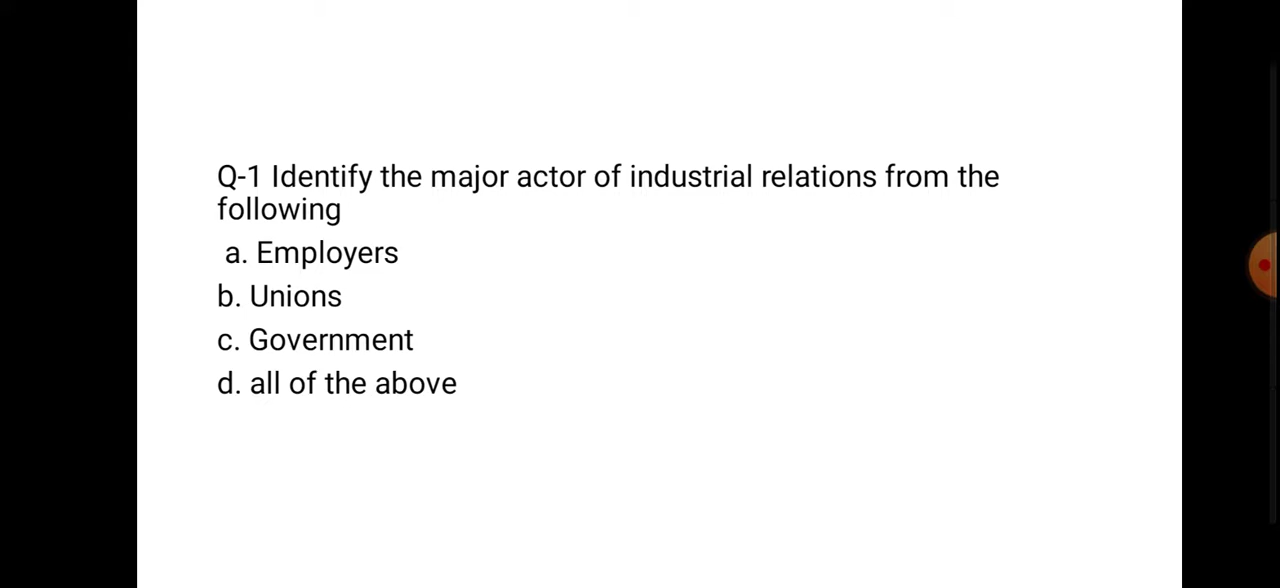 Q-1 Identify the major actor of industrial relations from the
following
a. Employers
b. Unions
c. Government
d. all of the above